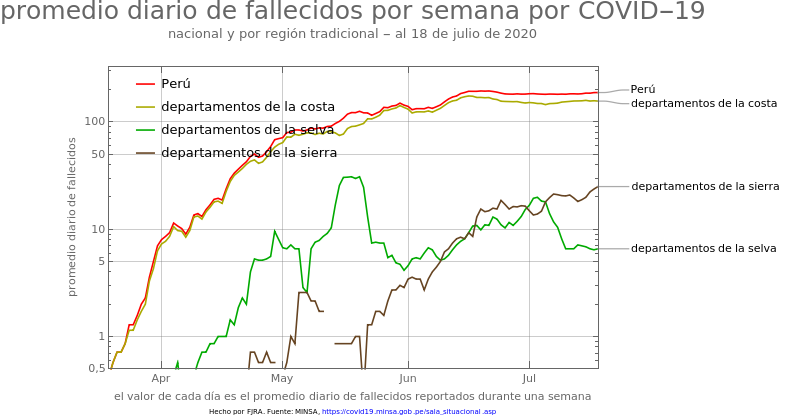 promedio diario de fallecidos por semana por COVID−19
nacional y por región tradicional − al 18 de julio de 2020
Perú
departamentos de la costa
departamentos de la selva
departamentos de la sierra
promedio diario de fallecidos
100
50
10
5
1
0,5
Apr May Jun Jul
Perú
departamentos de la costa
departamentos de la sierra
departamentos de la selva
el valor de cada día es el promedio diario de fallecidos reportados durante una semana
Hecho por FJRA. Fuente: MINSA, https://covid19.minsa.gob.pe/sala_situacional.asp